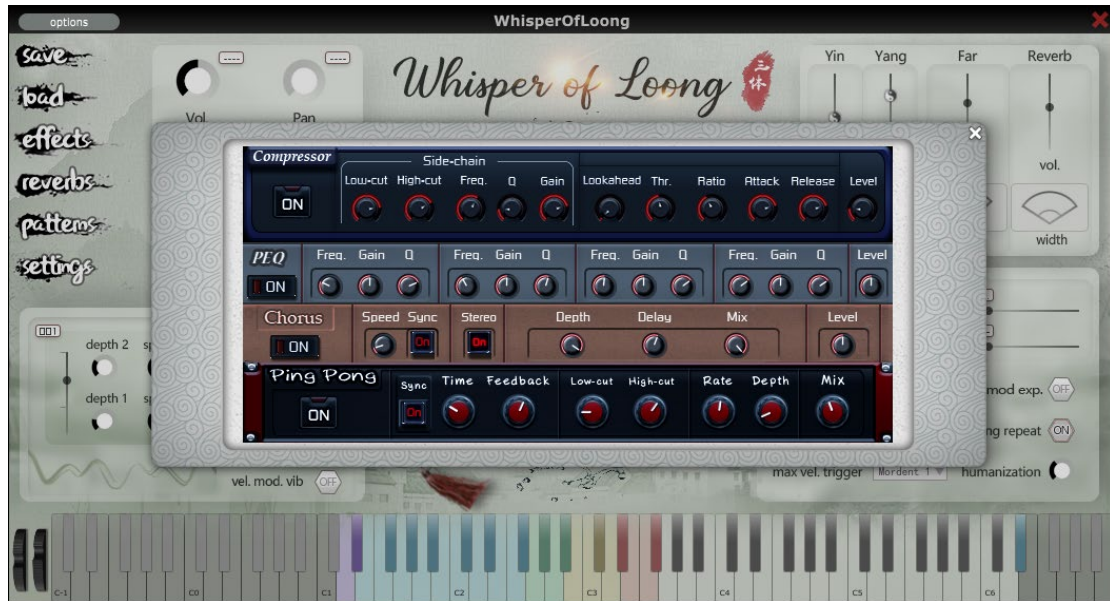 options
WhisperOfLoong
save
bad
effects
reverbs
patterns
settings
----
----
Vol
Pan
Whisper of Loong
三体
Yin Yang Far Reverb
vol.
width
Compressor
Side-chain
Low-cut High-cut Freq. Q Gain Lookahead Thr. Ratio Attack Release Level
ON
PEQ
Freq. Gain Q Freq. Gain Q Freq. Gain Q Freq. Gain Q Level
ON
Chorus
Speed Sync Stereo Depth Delay Mix Level
ON
On
On
Ping Pong
Sync Time Feedback Low-cut High-cut Rate Depth Mix
ON
On
001
depth 2
depth 1
mod exp. OFF
repeat ON
vel. mod. vib OFF
max vel. trigger Mordent 1 humanization
C-1 C0 C1 C2 C3 C4 C5 C6